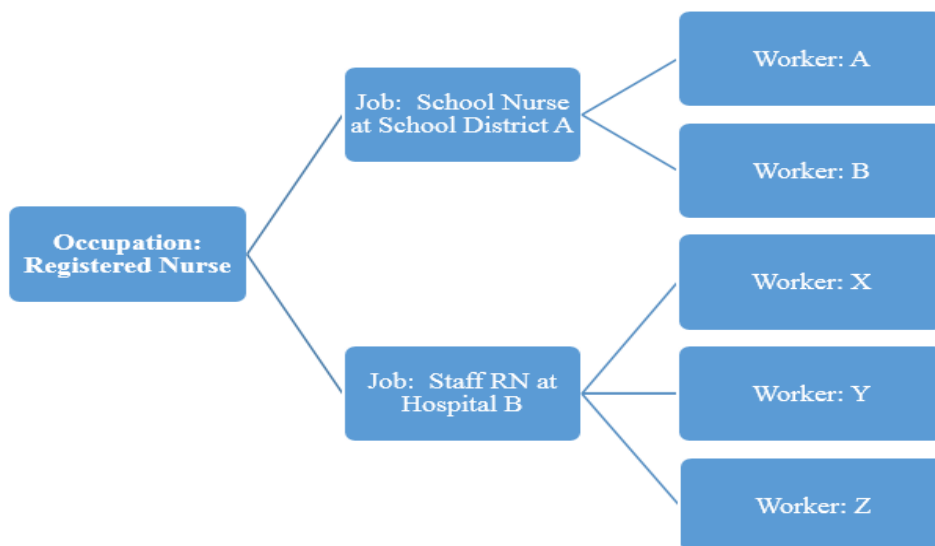 Occupation:
Registered Nurse
Job:  School Nurse
at School District A
Worker: A
Worker: B
Job:  Staff RN at
Hospital B
Worker: X
Worker: Y
Worker: Z